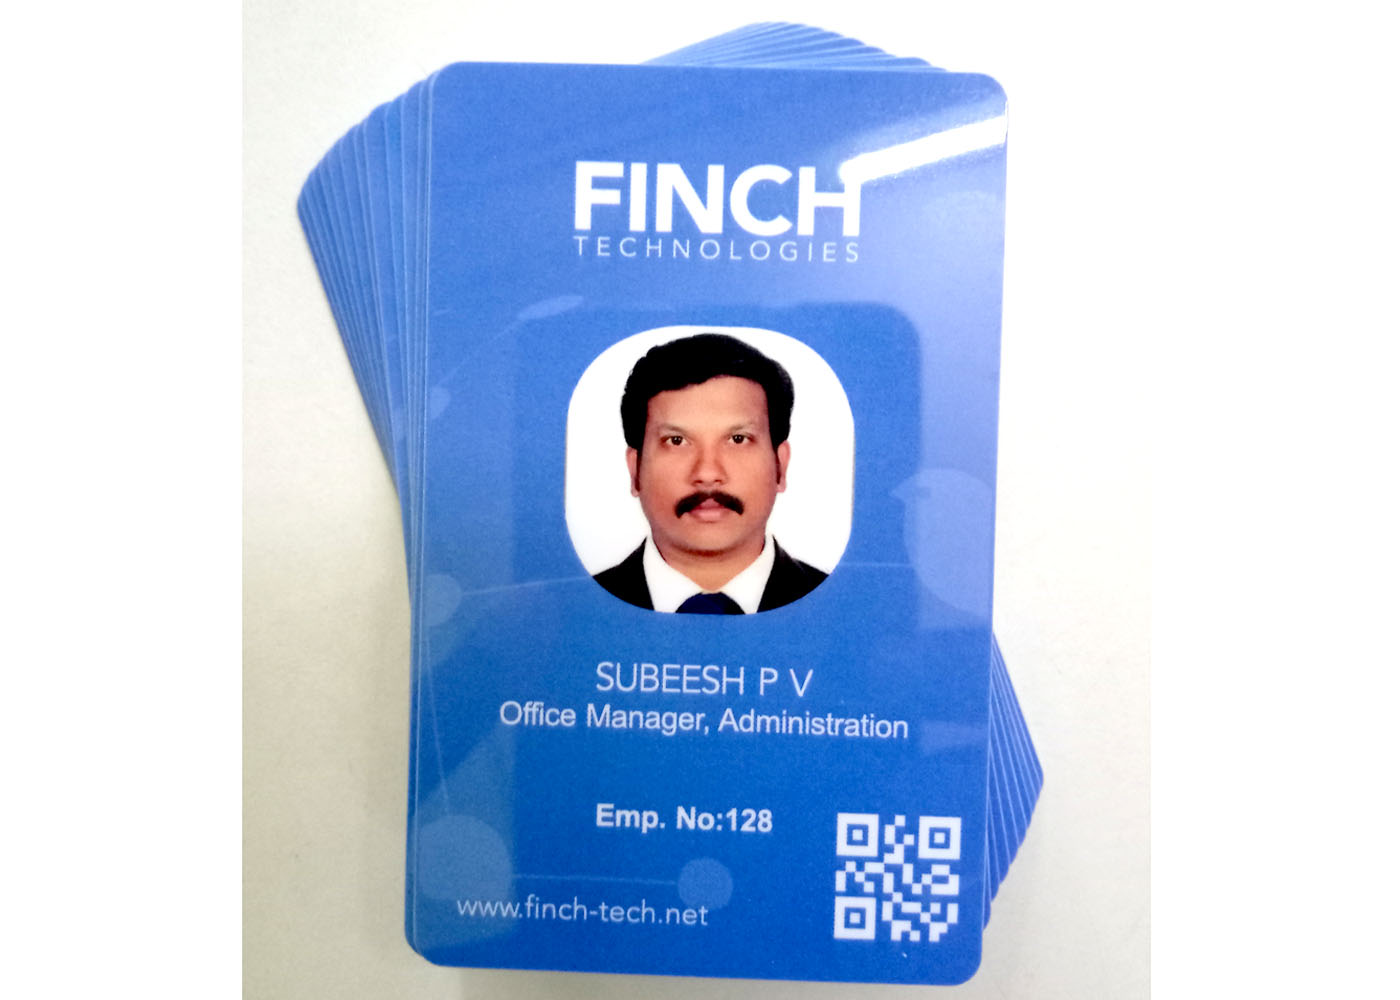 FINCH
TECHNOLOGIES
SUBEESH P V
Office Manager, Administration
Emp. No:128
www.finch-tech.net